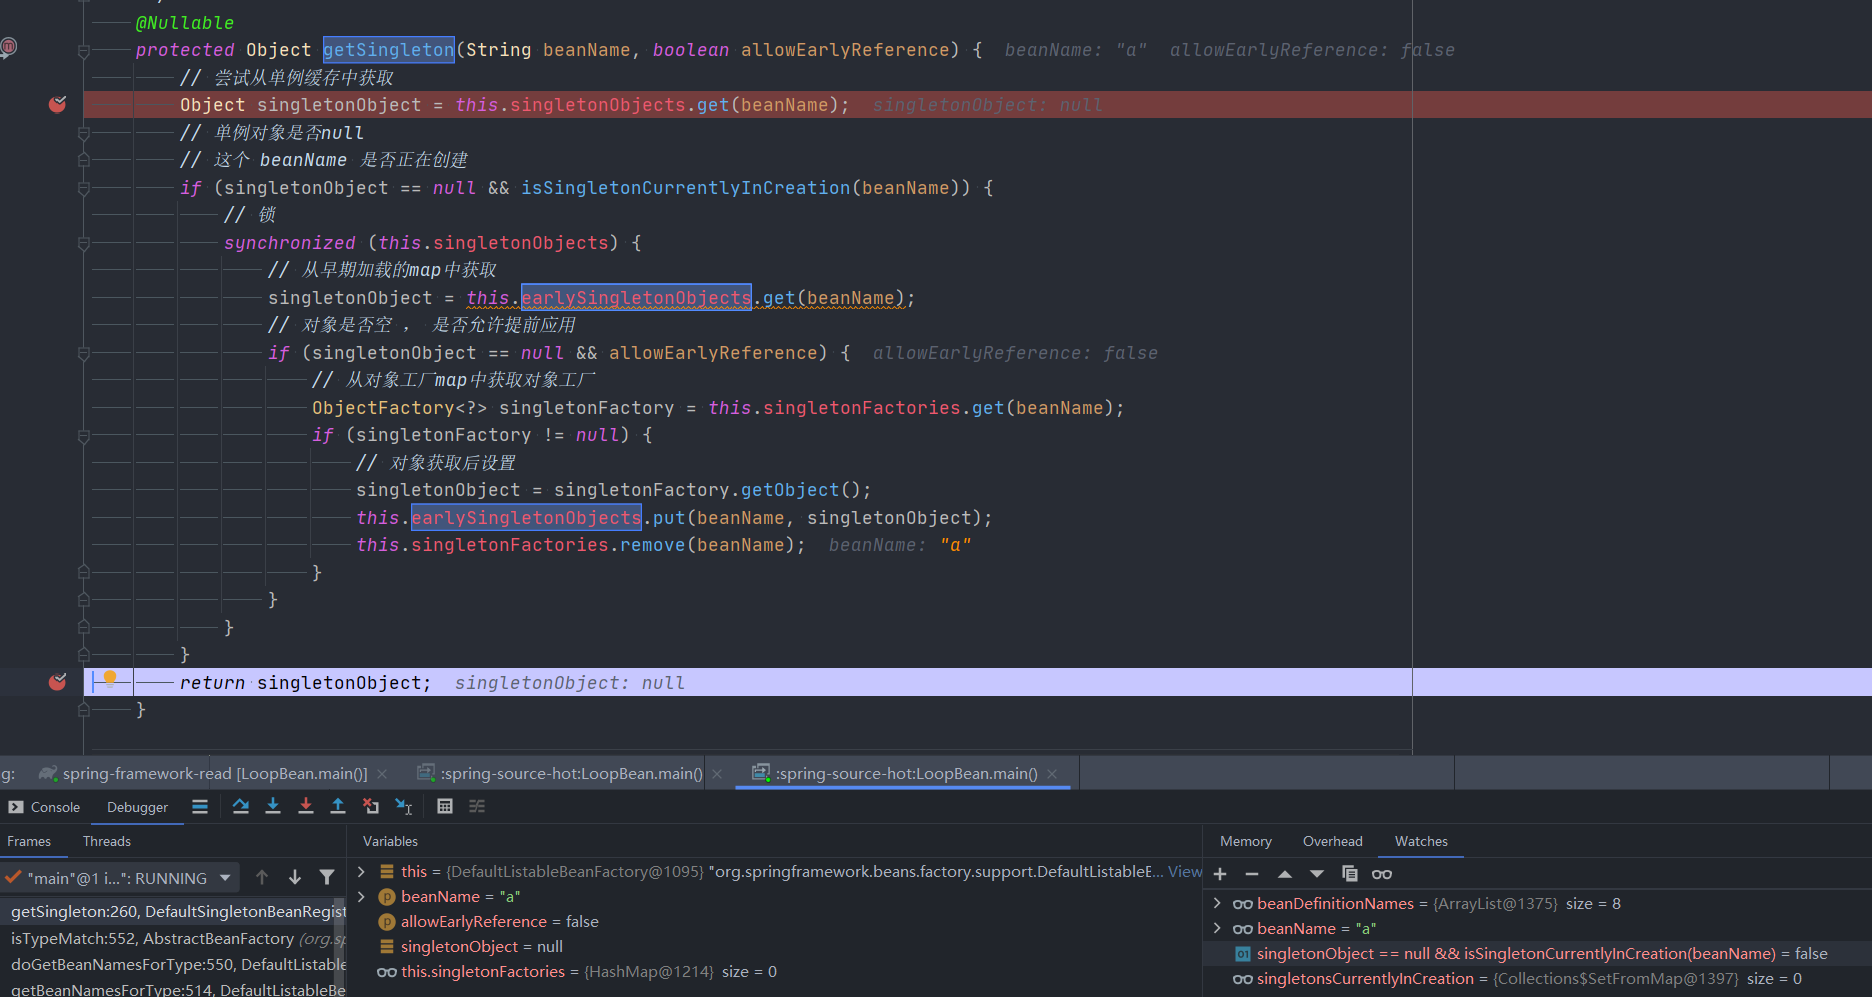 @Nullable
protected Object getSingleton(String beanName, boolean allowEarlyReference) {  beanName: "a"  allowEarlyReference: false
// 尝试从单例缓存中获取
Object singletonObject = this.singletonObjects.get(beanName);  singletonObject: null
// 单例对象是否null
// 这个 beanName 是否正在创建
if (singletonObject == null && isSingletonCurrentlyInCreation(beanName)) {
// 锁
synchronized (this.singletonObjects) {
// 从早期加载的map中获取
singletonObject = this.earlySingletonObjects.get(beanName);
// 对象是否空 ， 是否允许提前应用
if (singletonObject == null && allowEarlyReference) {  allowEarlyReference: false
// 从对象工厂map中获取对象工厂
ObjectFactory<?> singletonFactory = this.singletonFactories.get(beanName);
if (singletonFactory != null) {
// 对象获取后设置
singletonObject = singletonFactory.getObject();
this.earlySingletonObjects.put(beanName, singletonObject);
this.singletonFactories.remove(beanName);  beanName: "a"
}
}
}
}
return singletonObject;  singletonObject: null
}
g: spring-framework-read [LoopBean.main()] :spring-source-hot:LoopBean.main() :spring-source-hot:LoopBean.main()
Console Debugger
Frames Threads
"main"@1 i...": RUNNING
getSingleton:260, DefaultSingletonBeanRegist
isTypeMatch:552, AbstractBeanFactory (org.sp
doGetBeanNamesForType:550, DefaultListable
getBeanNamesForType:514, DefaultListableBe
Variables
this = {DefaultListableBeanFactory@1095} "org.springframework.beans.factory.support.DefaultListableE... View
beanName = "a"
allowEarlyReference = false
singletonObject = null
this.singletonFactories = {HashMap@1214} size = 0
Memory Overhead Watches
beanDefinitionNames = {ArrayList@1375} size = 8
beanName = "a"
singletonObject == null && isSingletonCurrentlyInCreation(beanName) = false
singletonsCurrentlyInCreation = {Collections$SetFromMap@1397} size = 0